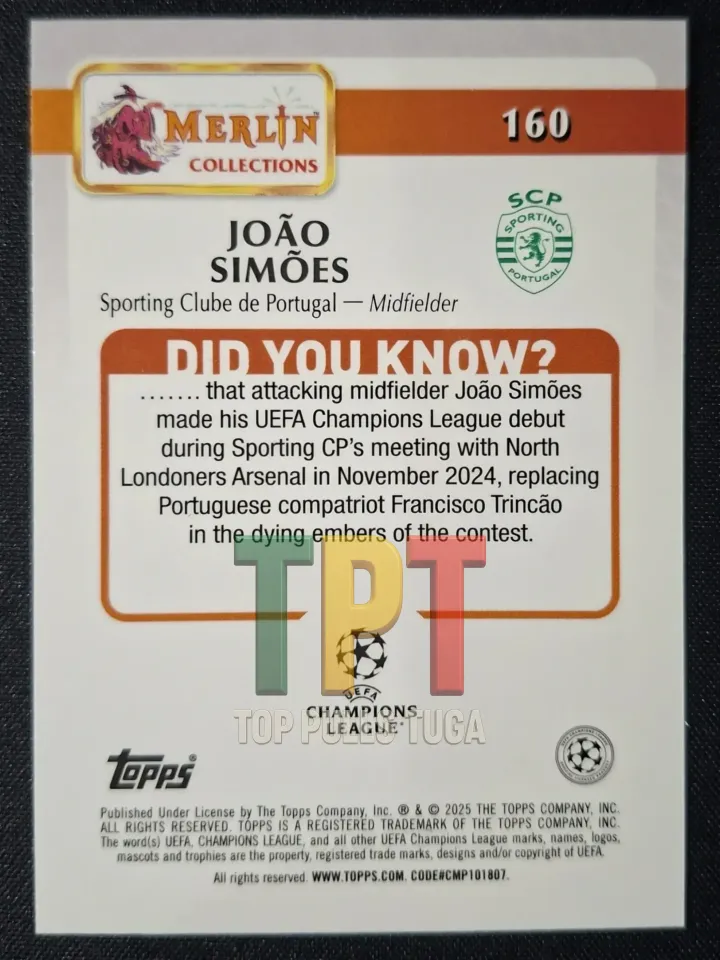 MERLIN™
COLLECTIONS
160
JOÃO
SIMÕES
SCP
SPORTING
PORTUGAL
Sporting Clube de Portugal — Midfielder
DID YOU KNOW?
....... that attacking midfielder João Simões
made his UEFA Champions League debut
during Sporting CP's meeting with North
Londoners Arsenal in November 2024, replacing
Portuguese compatriot Francisco Trincão
in the dying embers of the contest.
TPT
UEFA
CHAMPIONS
LEAGUE®
TOP PULLS TUGA
topps®
Published Under License by The Topps Company, Inc. ® & © 2025 THE TOPPS COMPANY, INC.
ALL RIGHTS RESERVED. TOPPS IS A REGISTERED TRADEMARK OF THE TOPPS COMPANY, INC.
The word(s) UEFA, CHAMPIONS LEAGUE, and all other UEFA Champions League marks, names, logos,
mascots and trophies are the property, registered trade marks, designs and/or copyright of UEFA.
All rights reserved. WWW.TOPPS.COM. CODE#CMP101807.